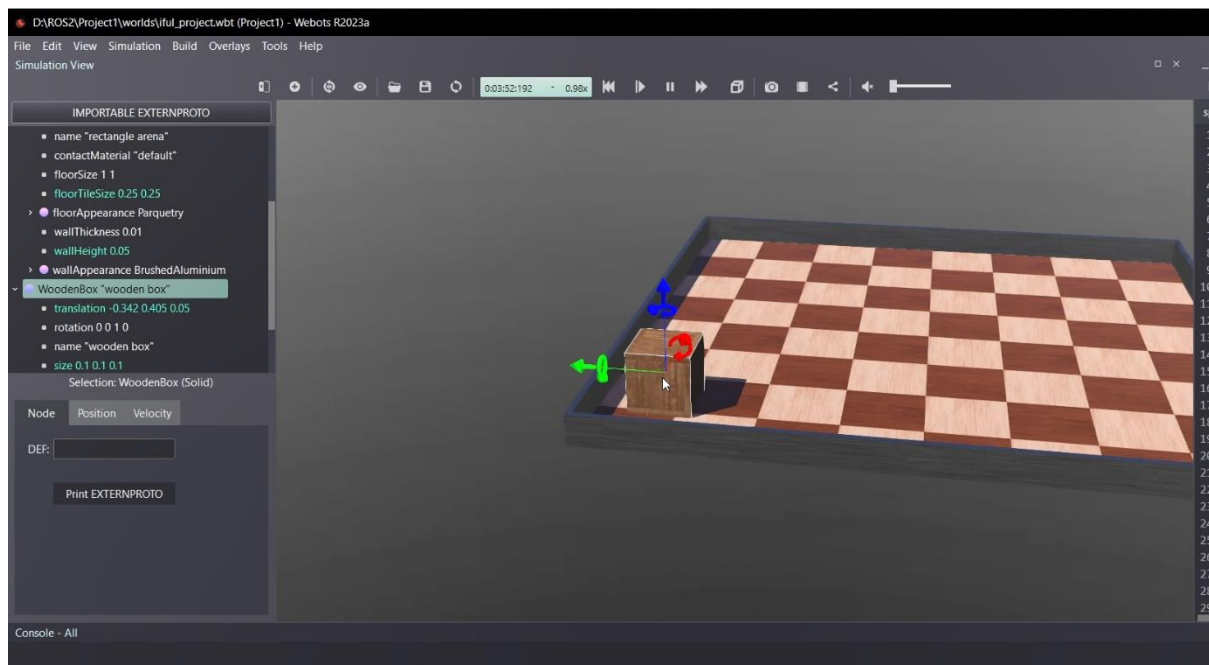 D:\ROS2\Project1\worlds\iful_project.wbt (Project1) - Webots R2023a
File Edit View Simulation Build Overlays Tools Help
Simulation View
0:03:52:192 - 0.98x
IMPORTABLE EXTERNPROTO
name "rectangle arena"
contactMaterial "default"
floorSize 1 1
floorTileSize 0.25 0.25
floorAppearance Parquetry
wallThickness 0.01
wallHeight 0.05
wallAppearance BrushedAluminium
WoodenBox "wooden box"
translation -0.342 0.405 0.05
rotation 0 0 1 0
name "wooden box"
size 0.1 0.1 0.1
Selection: WoodenBox (Solid)
Node Position Velocity
DEF:
Print EXTERNPROTO
Console - All